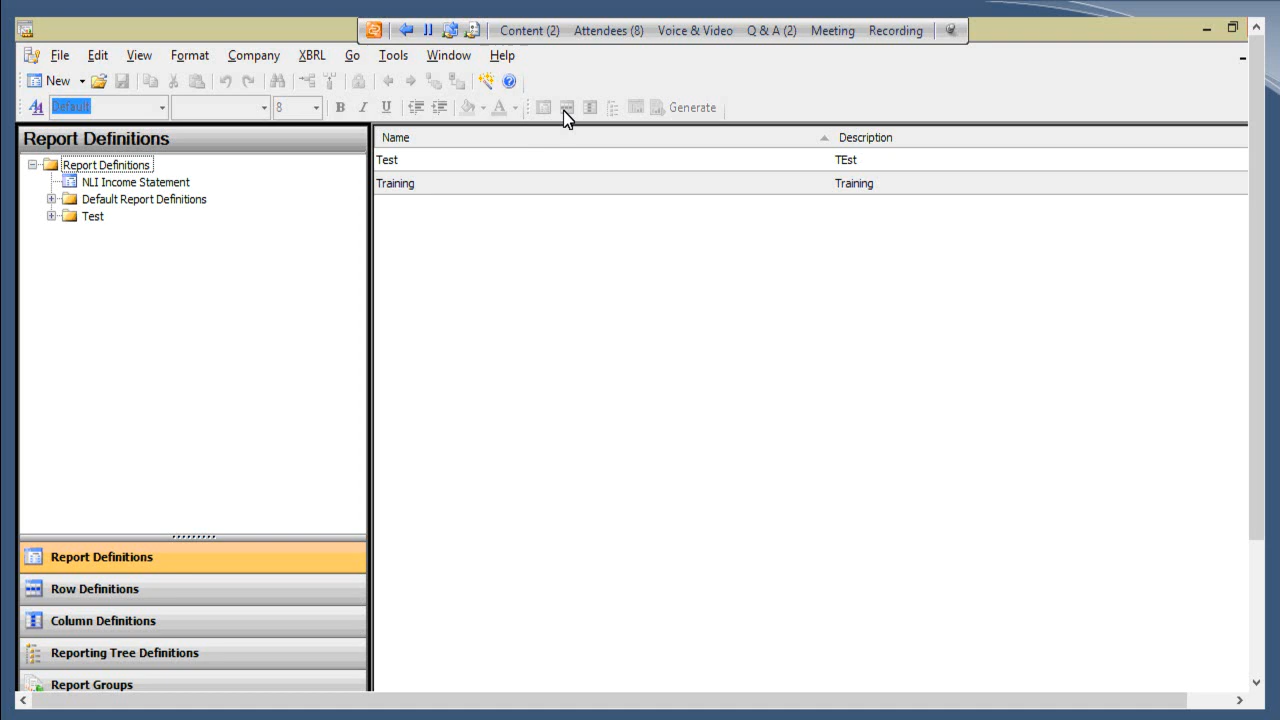 Content (2) Attendees (8) Voice & Video Q & A (2) Meeting Recording
File Edit View Format Company XBRL Go Tools Window Help
New
Default 8 B I U A Generate
Report Definitions
Name Description
Report Definitions
Test TEst
NLI Income Statement
Training Training
Default Report Definitions
Test
Report Definitions
Row Definitions
Column Definitions
Reporting Tree Definitions
Report Groups